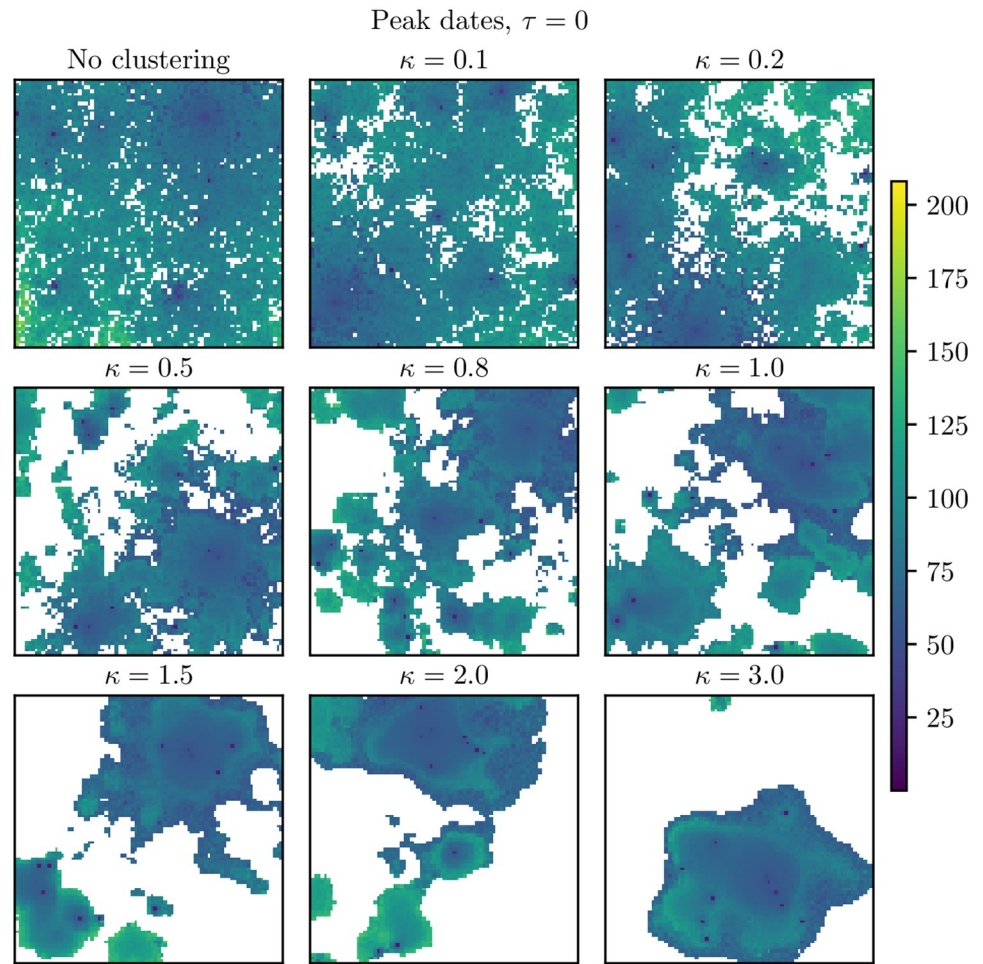 Peak dates, τ = 0
No clustering
κ = 0.1
κ = 0.2
κ = 0.5
κ = 0.8
κ = 1.0
κ = 1.5
κ = 2.0
κ = 3.0
200
175
150
125
100
75
50
25